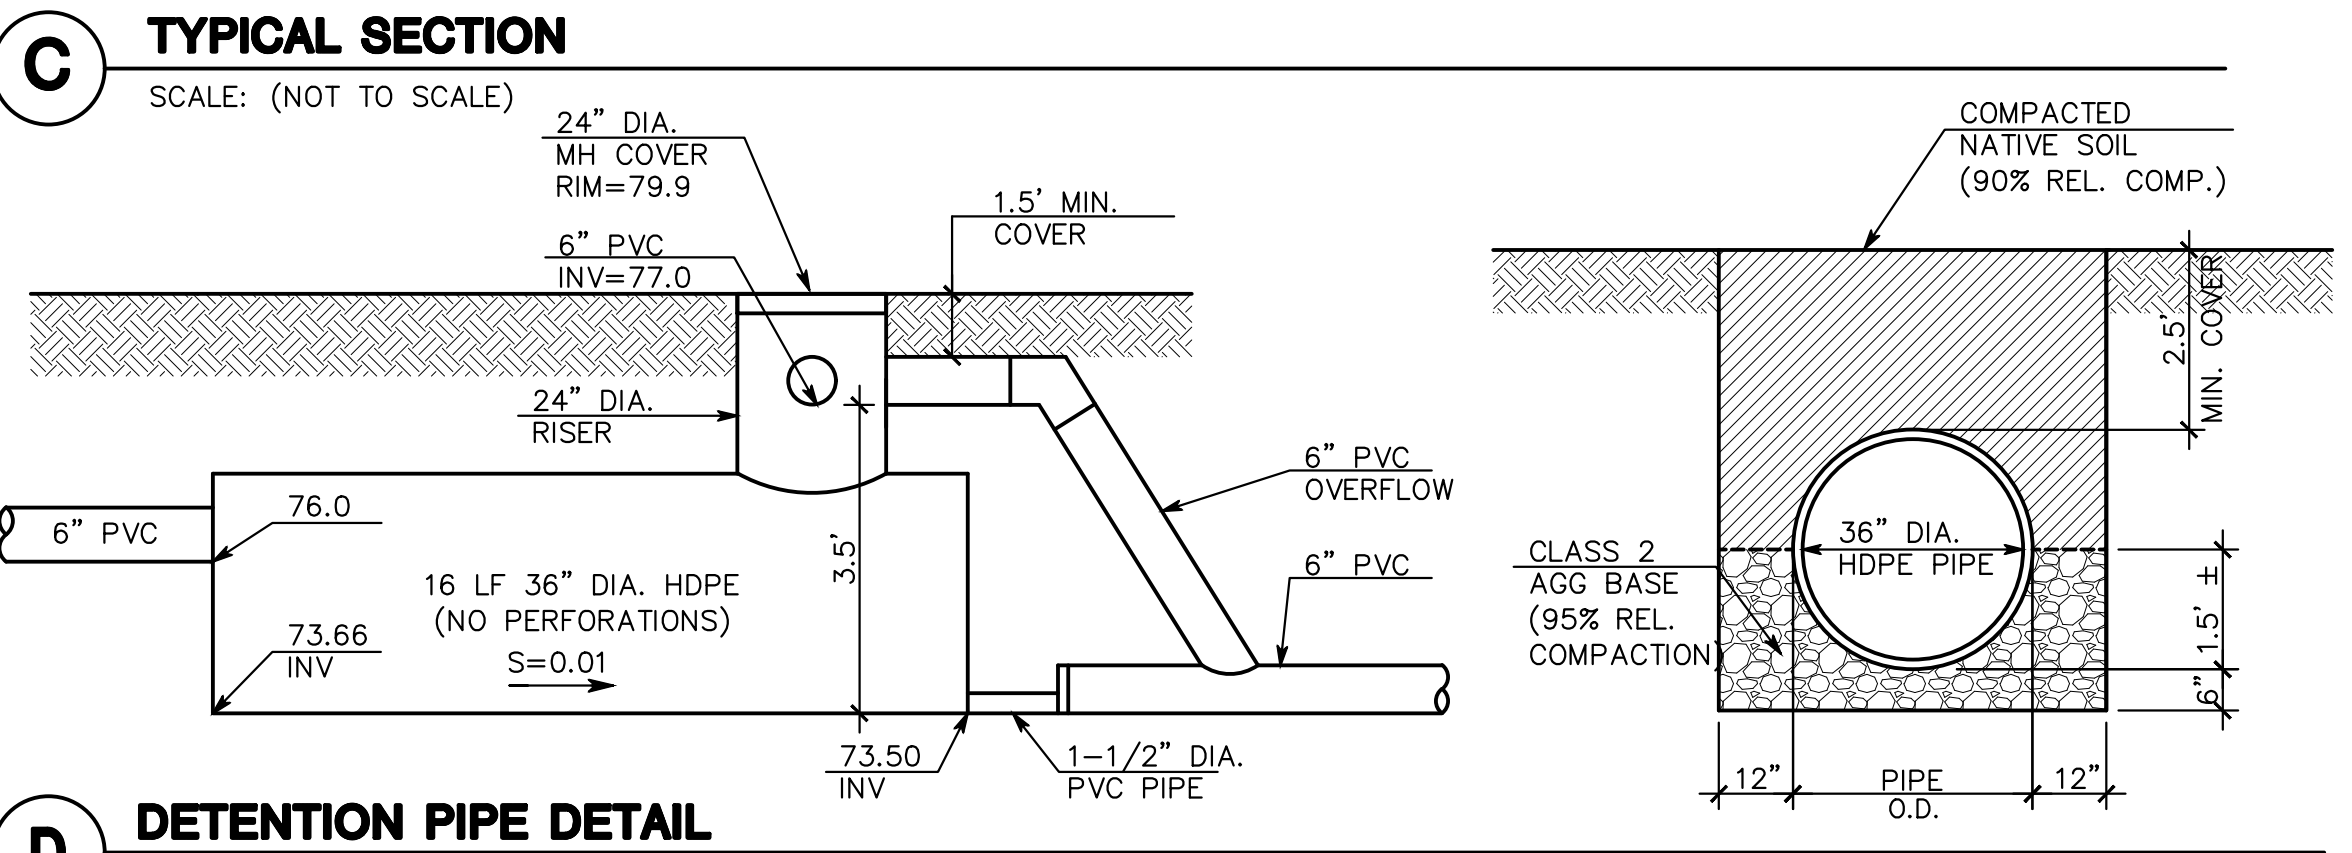 C
TYPICAL SECTION
SCALE: (NOT TO SCALE)
24” DIA.
MH COVER
RIM=79.9
6” PVC
INV=77.0
1.5’ MIN.
COVER
24” DIA.
RISER
6” PVC
76.0
16 LF 36” DIA. HDPE
(NO PERFORATIONS)
S=0.01
73.66
INV
3.5’
6” PVC
OVERFLOW
6” PVC
73.50
INV
1-1/2” DIA.
PVC PIPE
COMPACTED
NATIVE SOIL
(90% REL. COMP.)
2.5’
MIN. COVER
36” DIA.
HDPE PIPE
CLASS 2
AGG BASE
(95% REL.
COMPACTION)
1.5’ ±
6”
12”
PIPE
O.D.
12”
D
DETENTION PIPE DETAIL